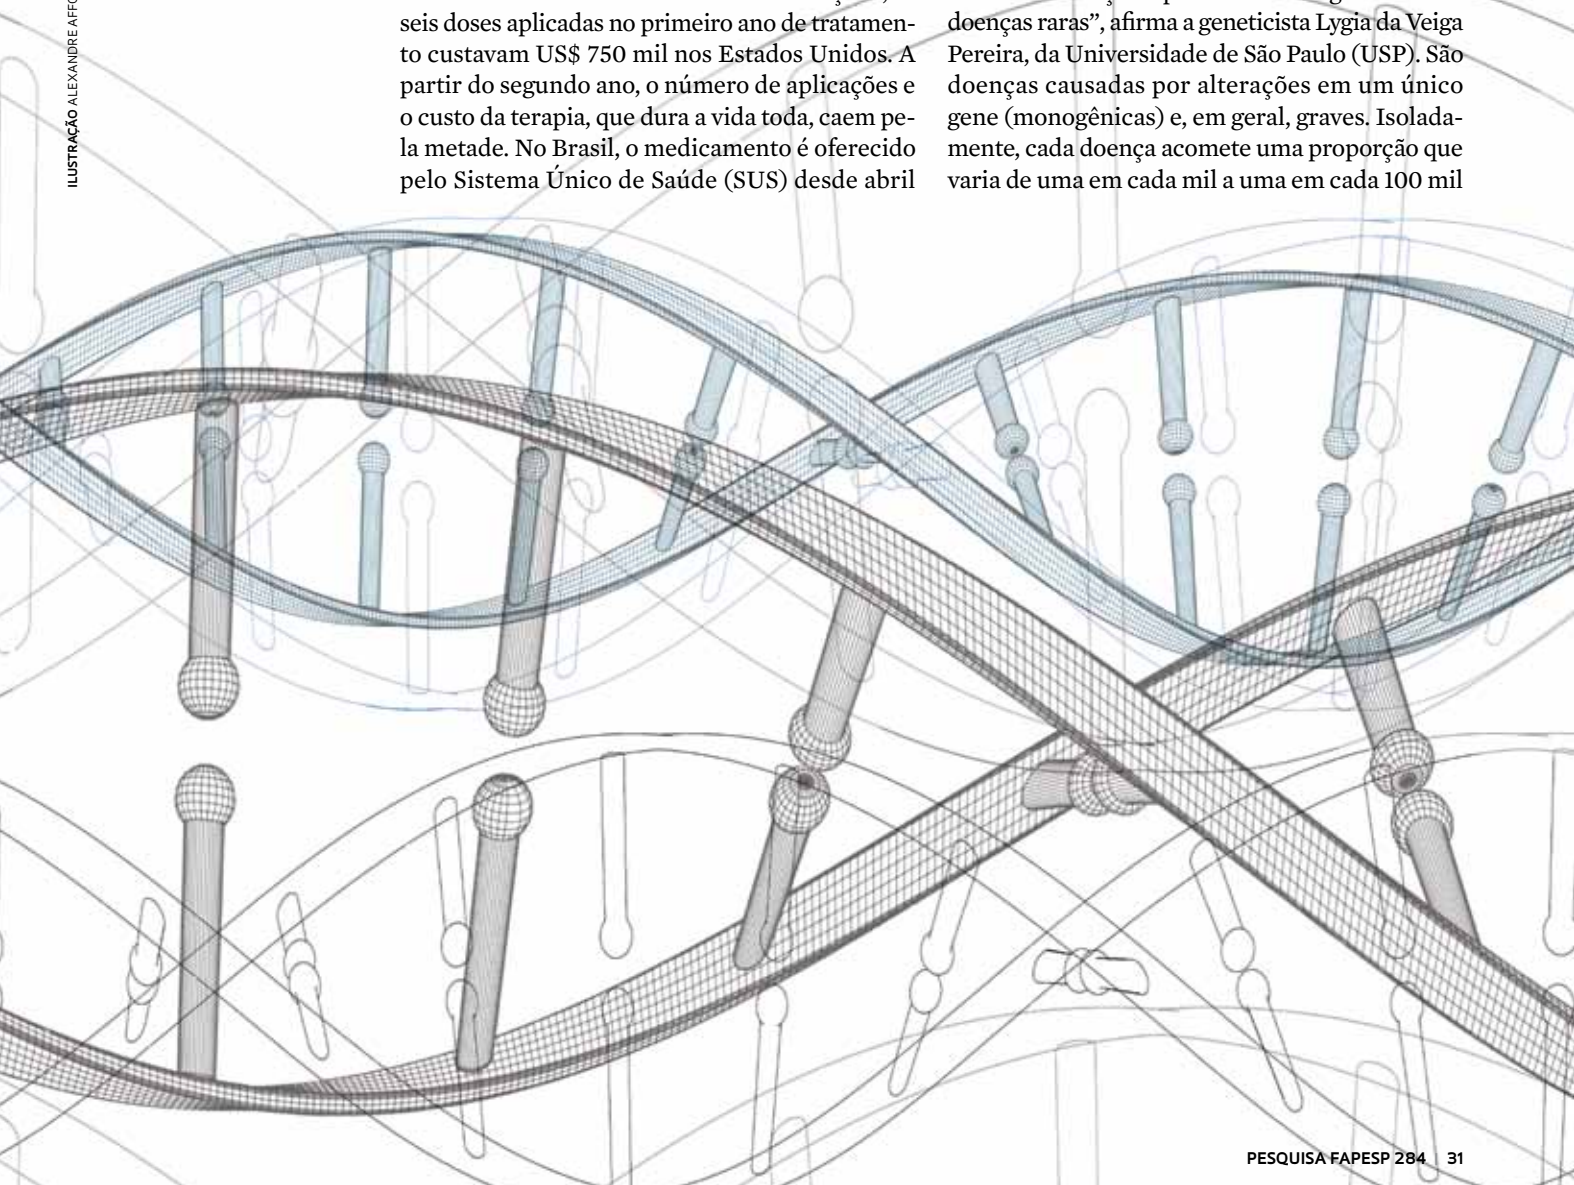 ILUSTRAÇÃO ALEXANDRE
seis doses aplicadas no primeiro ano de tratamen-
to custavam US$ 750 mil nos Estados Unidos. A
partir do segundo ano, o número de aplicações e
o custo da terapia, que dura a vida toda, caem pe-
la metade. No Brasil, o medicamento é oferecido
pelo Sistema Único de Saúde (SUS) desde abril
doenças raras”, afirma a geneticista Lygia da Veiga
Pereira, da Universidade de São Paulo (USP). São
doenças causadas por alterações em um único
gene (monogênicas) e, em geral, graves. Isolada-
mente, cada doença acomete uma proporção que
varia de uma em cada mil a uma em cada 100 mil
PESQUISA FAPESP 284 | 31